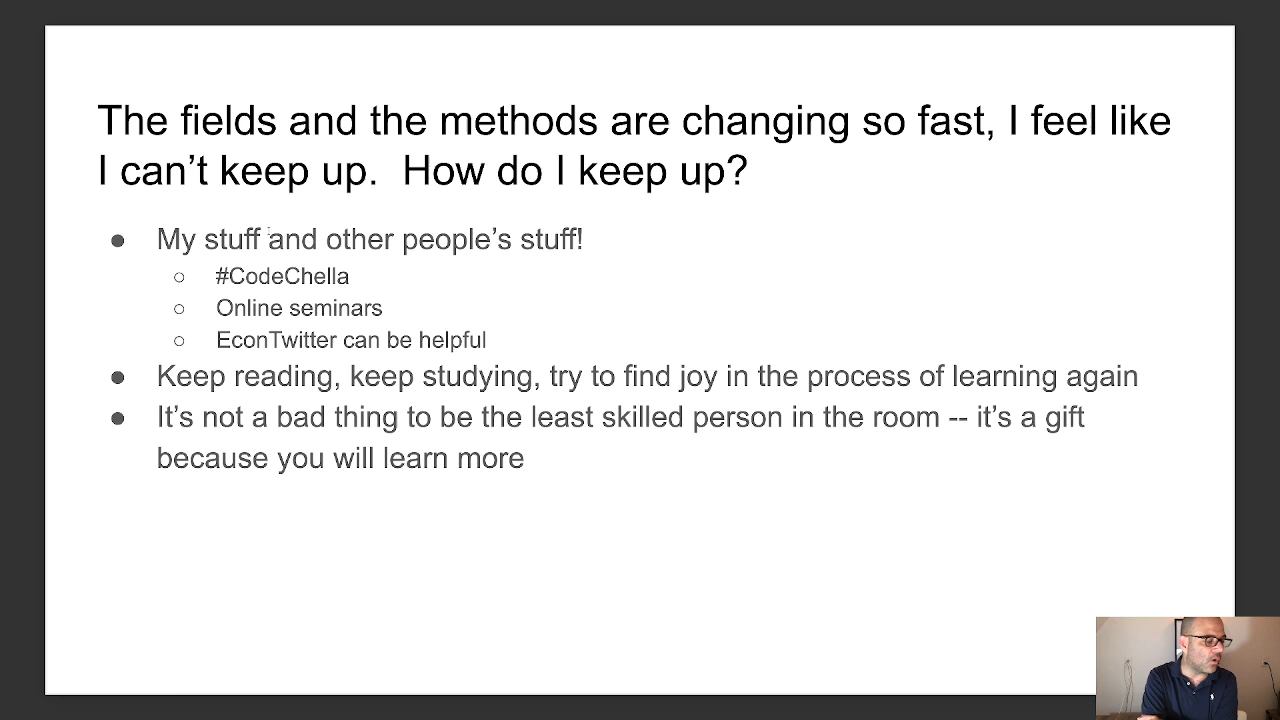 The fields and the methods are changing so fast, I feel like
I can’t keep up.  How do I keep up?
● My stuff and other people’s stuff!
○ #CodeChella
○ Online seminars
○ EconTwitter can be helpful
● Keep reading, keep studying, try to find joy in the process of learning again
● It’s not a bad thing to be the least skilled person in the room -- it’s a gift
because you will learn more